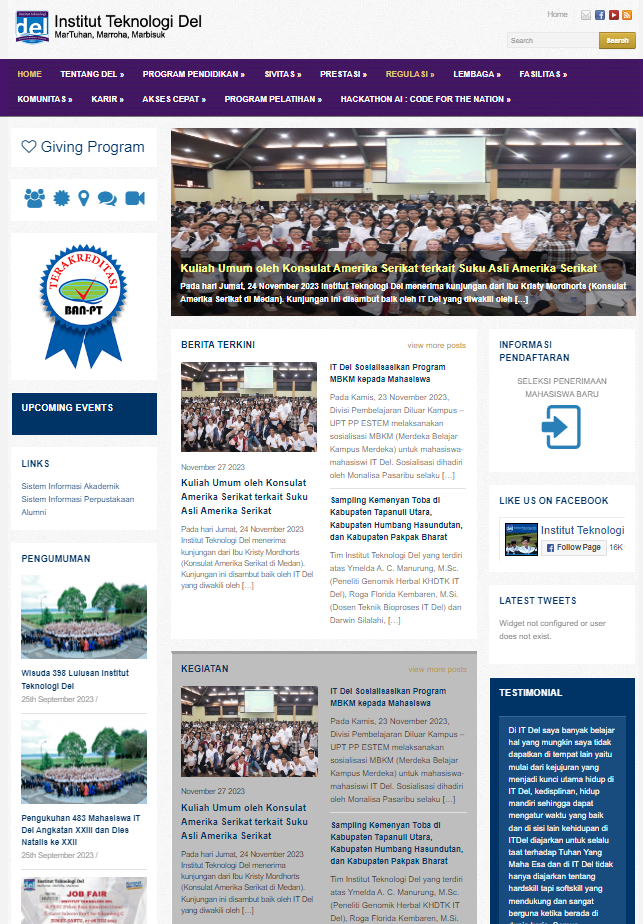 del
Institut Teknologi Del
MarTuhan, Marroha, Marbisuk
Home
Search
Search
HOME TENTANG DEL » PROGRAM PENDIDIKAN » SIVITAS » PRESTASI » REGULASI » LEMBAGA » FASILITAS »
KOMUNITAS » KARIR » AKSES CEPAT » PROGRAM PELATIHAN » HACKATHON AI : CODE FOR THE NATION »
Giving Program
TERAKREDITASI
BAN-PT
UPCOMING EVENTS
LINKS
Sistem Informasi Akademik
Sistem Informasi Perpustakaan
Alumni
PENGUMUMAN
Wisuda 398 Lulusan Institut
Teknologi Del
25th September 2023 /
Pengukuhan 483 Mahasiswa IT
Del Angkatan XXIII dan Dies
Natalis ke XXII
25th September 2023 /
JOB FAIR
WELCOME
Kuliah Umum oleh Konsulat Amerika Serikat terkait Suku Asli Amerika Serikat
Pada hari Jumat, 24 November 2023 Institut Teknologi Del menerima kunjungan dari Ibu Kristy Mordhorts (Konsulat
Amerika Serikat di Medan). Kunjungan ini disambut baik oleh IT Del yang diwakili oleh [...]
BERITA TERKINI
view more posts
November 27 2023
Kuliah Umum oleh Konsulat
Amerika Serikat terkait Suku
Asli Amerika Serikat
Pada hari Jumat, 24 November 2023
Institut Teknologi Del menerima
kunjungan dari Ibu Kristy Mordhorts
(Konsulat Amerika Serikat di Medan).
Kunjungan ini disambut baik oleh IT Del
yang diwakili oleh [...]
IT Del Sosialisasikan Program
MBKM kepada Mahasiswa
Pada Kamis, 23 November 2023,
Divisi Pembelajaran Diluar Kampus –
UPT PP ESTEM melaksanakan
sosialisasi MBKM (Merdeka Belajar
Kampus Merdeka) untuk mahasiswa-
mahasiswi IT Del. Sosialisasi dihadiri
oleh Monalisa Pasaribu selaku [...]
Sampling Kemenyan Toba di
Kabupaten Tapanuli Utara,
Kabupaten Humbang Hasundutan,
dan Kabupaten Pakpak Bharat
Tim Institut Teknologi Del yang terdiri
atas Ymelda A. C. Manurung, M.Sc.
(Peneliti Genomik Herbal KHDTK IT
Del), Roga Florida Kembaren, M.Si.
(Dosen Teknik Bioproses IT Del) dan
Darwin Silalahi, [...]
KEGIATAN
view more posts
November 27 2023
Kuliah Umum oleh Konsulat
Amerika Serikat terkait Suku
Asli Amerika Serikat
Pada hari Jumat, 24 November 2023
Institut Teknologi Del menerima
kunjungan dari Ibu Kristy Mordhorts
(Konsulat Amerika Serikat di Medan).
Kunjungan ini disambut baik oleh IT Del
yang diwakili oleh [...]
IT Del Sosialisasikan Program
MBKM kepada Mahasiswa
Pada Kamis, 23 November 2023,
Divisi Pembelajaran Diluar Kampus –
UPT PP ESTEM melaksanakan
sosialisasi MBKM (Merdeka Belajar
Kampus Merdeka) untuk mahasiswa-
mahasiswi IT Del. Sosialisasi dihadiri
oleh Monalisa Pasaribu selaku [...]
Sampling Kemenyan Toba di
Kabupaten Tapanuli Utara,
Kabupaten Humbang Hasundutan,
dan Kabupaten Pakpak Bharat
Tim Institut Teknologi Del yang terdiri
atas Ymelda A. C. Manurung, M.Sc.
(Peneliti Genomik Herbal KHDTK IT
Del), Roga Florida Kembaren, M.Si.
INFORMASI
PENDAFTARAN
SELEKSI PENERIMAAN
MAHASISWA BARU
LIKE US ON FACEBOOK
Institut Teknologi
Follow Page 16K
LATEST TWEETS
Widget not configured or user
does not exist.
TESTIMONIAL
Di IT Del saya banyak belajar
hal yang mungkin saya tidak
dapatkan di tempat lain yaitu
mulai dari kejujuran yang
menjadi kunci utama hidup di
IT Del, kedisplinan, hidup
mandiri sehingga dapat
mengatur waktu yang baik
dan di sisi lain kehidupan di
ITDel diajarkan untuk selalu
taat terhadap Tuhan Yang
Maha Esa dan di IT Del tidak
hanya diajarkan tentang
hardskill tapi softskill yang
mendukung dan sangat
berguna ketika berada di